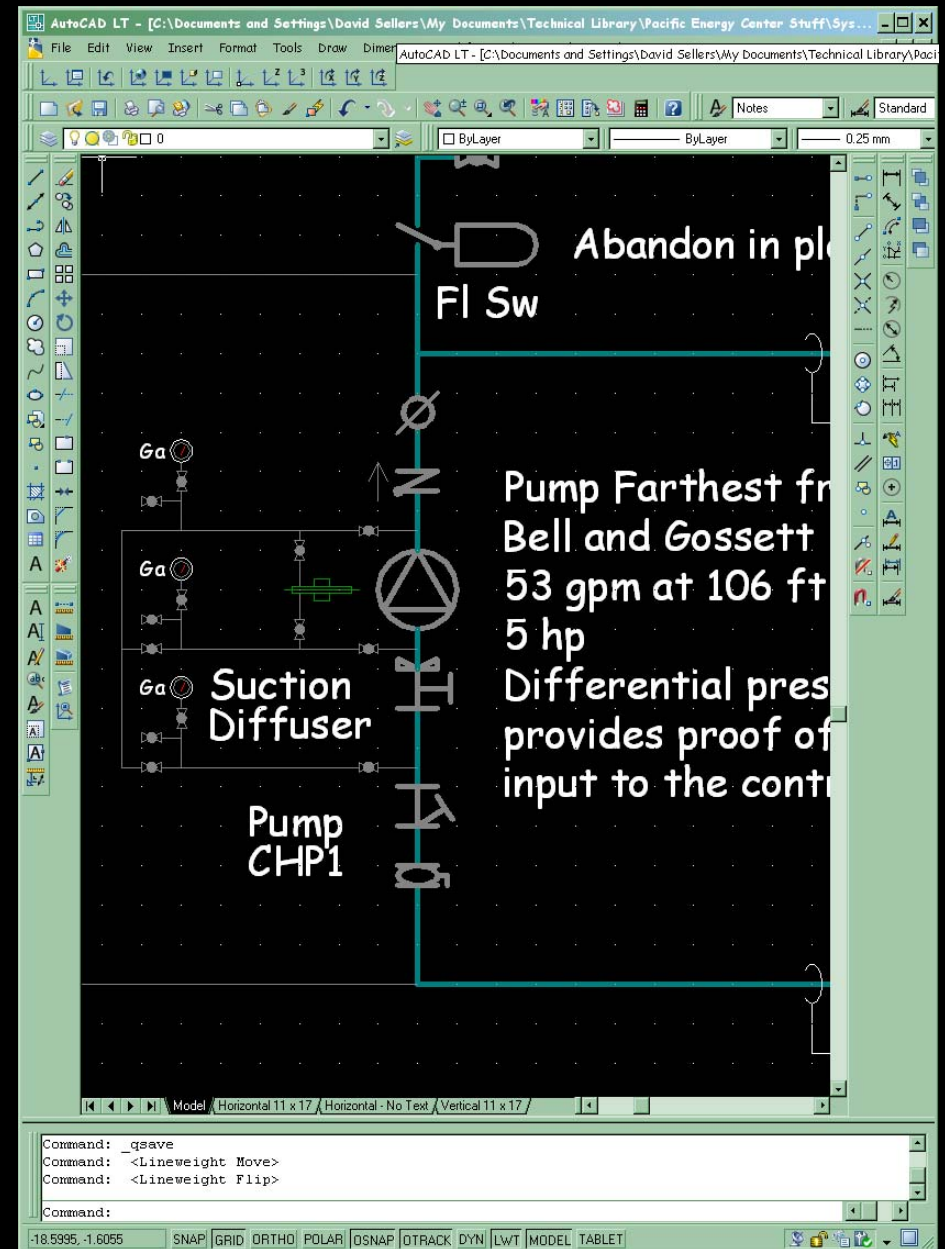 AutoCAD LT - [C:\Documents and Settings\David Sellers\My Documents\Technical Library\Pacific Energy Center Stuff\Sys...
File Edit View Insert Format Tools Draw Dimen
AutoCAD LT - [C:\Documents and Settings\David Sellers\My Documents\Technical Library\Paci
Notes Standard
0 ByLayer ByLayer 0.25 mm
Abandon in pl
Fl Sw
Ga
Pump Farthest fr
Bell and Gossett
Ga
53 gpm at 106 ft
5 hp
Ga
Suction
Diffuser
Differential pres
provides proof of
input to the contr
Pump
CHP1
Model Horizontal 11 x 17 Horizontal - No Text Vertical 11 x 17
Command: _qsave
Command: <Lineweight Move>
Command: <Lineweight Flip>
Command:
-18.5995, -1.6055 SNAP GRID ORTHO POLAR OSNAP OTRACK DYN LWT MODEL TABLET